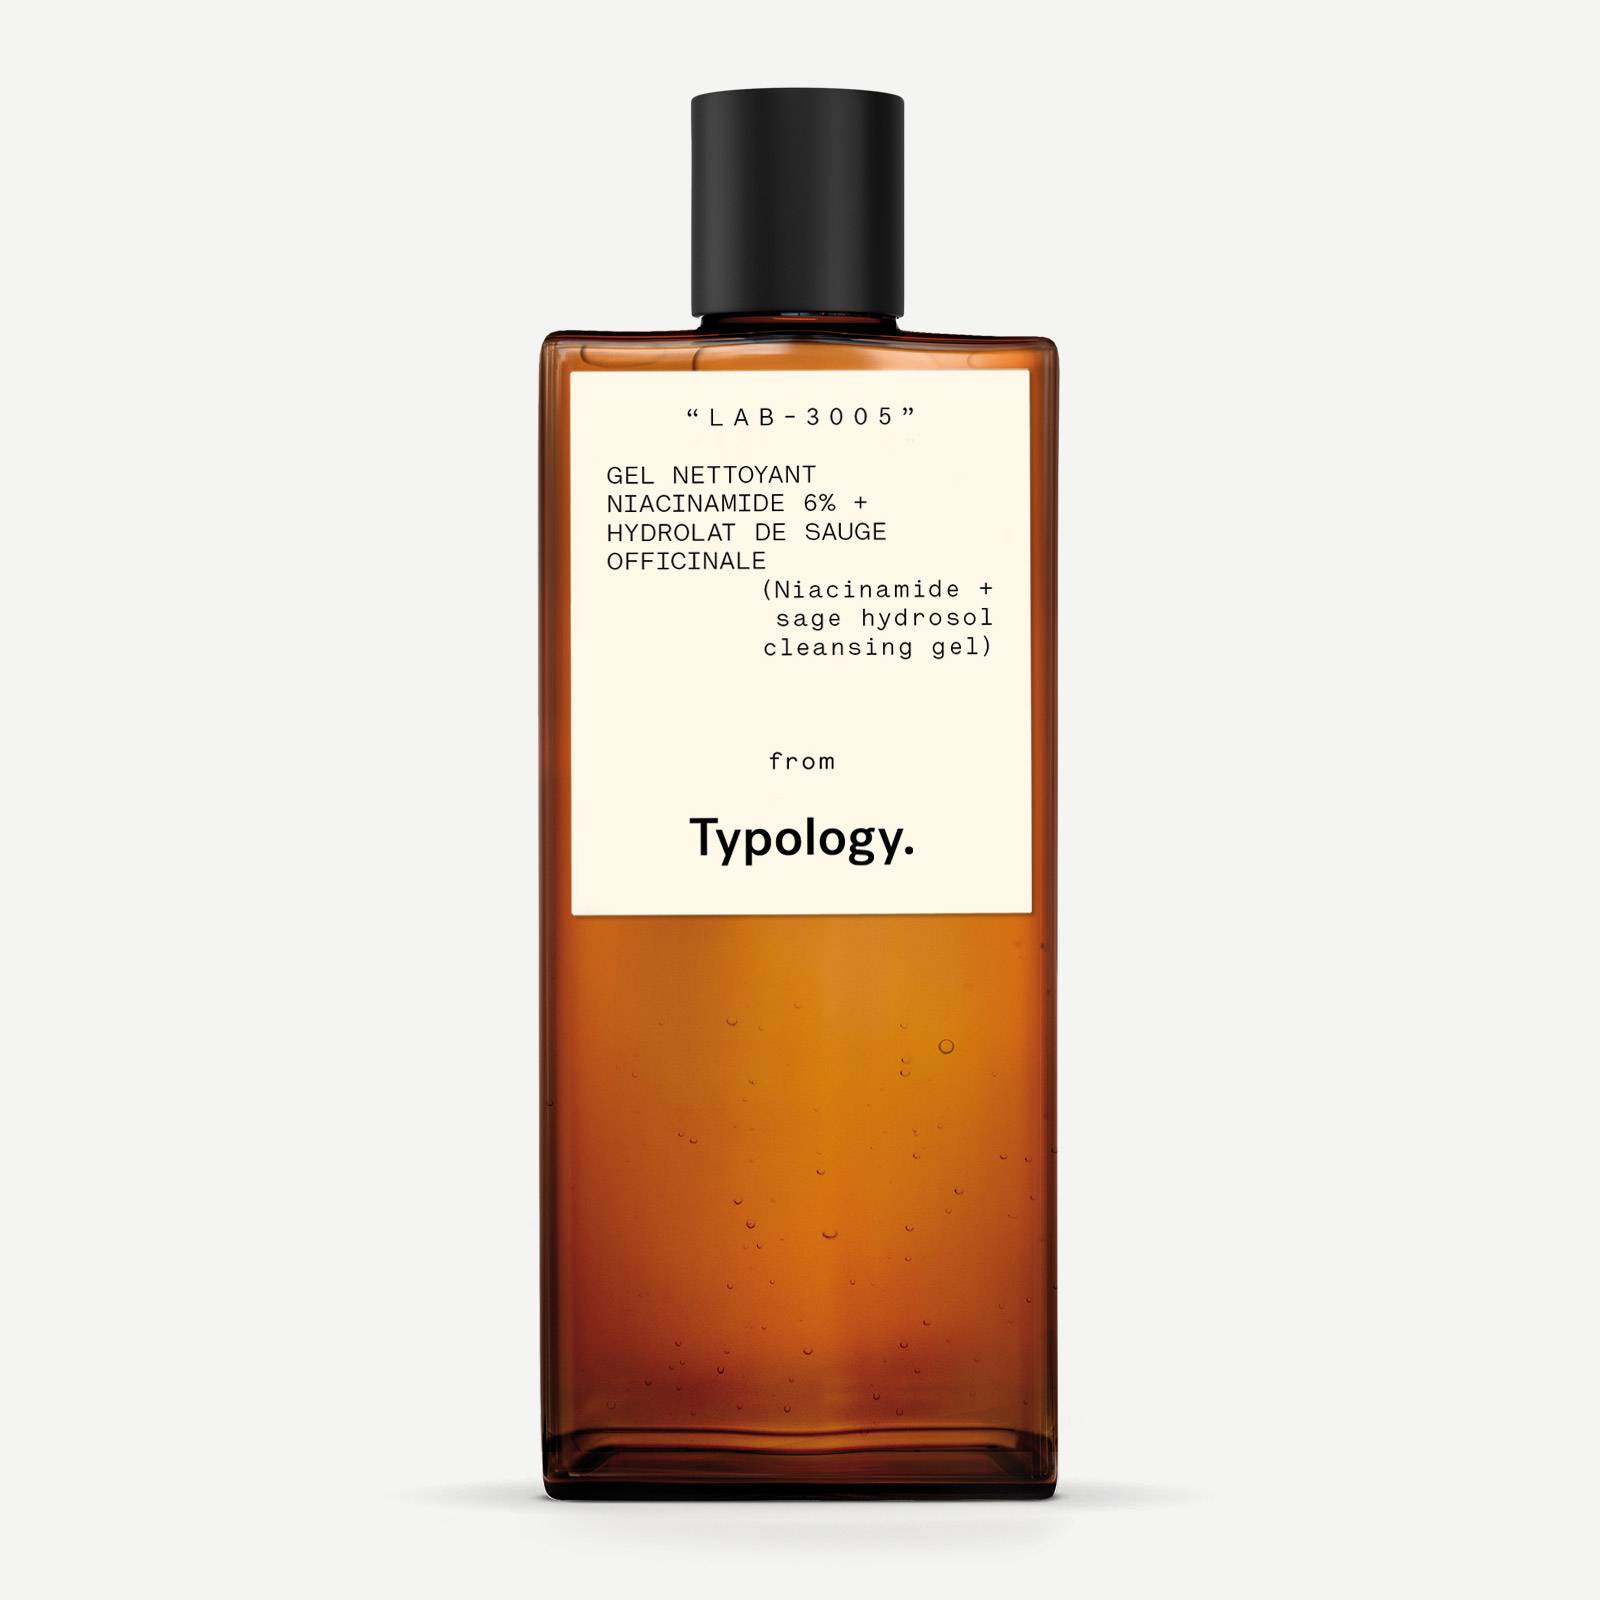 “LAB-3005”
GEL NETTOYANT
NIACINAMIDE 6% +
HYDROLAT DE SAUGE
OFFICINALE
(Niacinamide +
sage hydrosol
cleansing gel)
from
Typology.